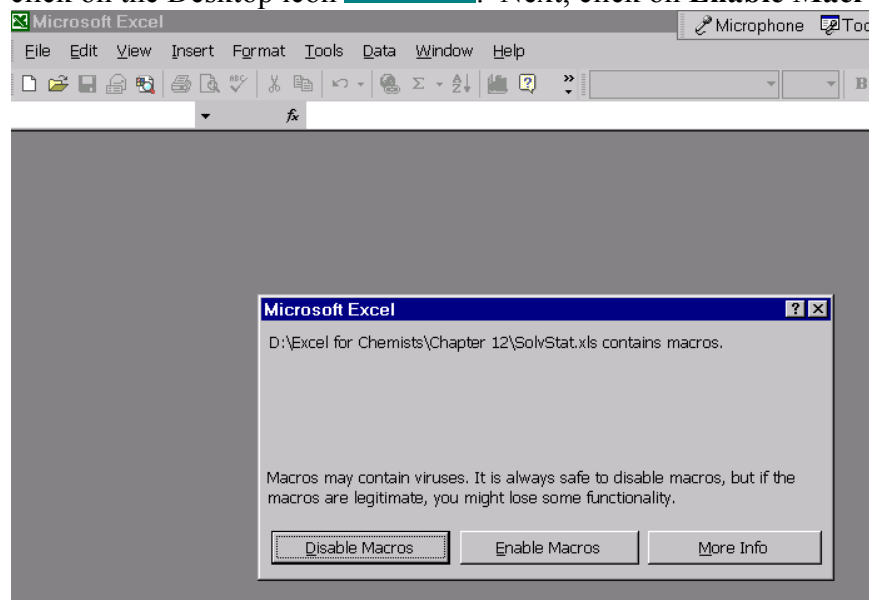 click on the Desktop icon . Next, click on Enable Macr
Microsoft Excel
Microphone Too
File Edit View Insert Format Tools Data Window Help
B
fx
Microsoft Excel
D:\Excel for Chemists\Chapter 12\SolvStat.xls contains macros.
Macros may contain viruses. It is always safe to disable macros, but if the
macros are legitimate, you might lose some functionality.
Disable Macros Enable Macros More Info